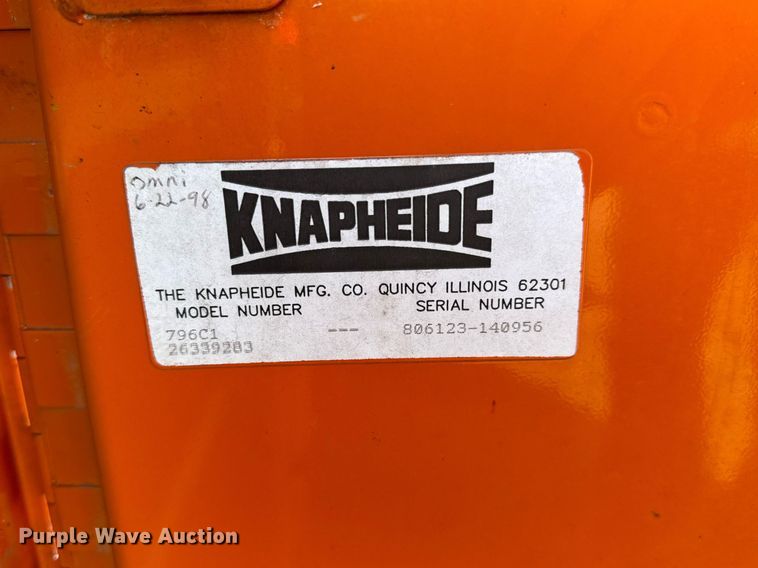 Omni
6-22-98
KNAPHEIDE
THE KNAPHEIDE MFG. CO. QUINCY ILLINOIS 62301
MODEL NUMBER SERIAL NUMBER
796C1 --- 806123-140956
26339283
Purple Wave Auction